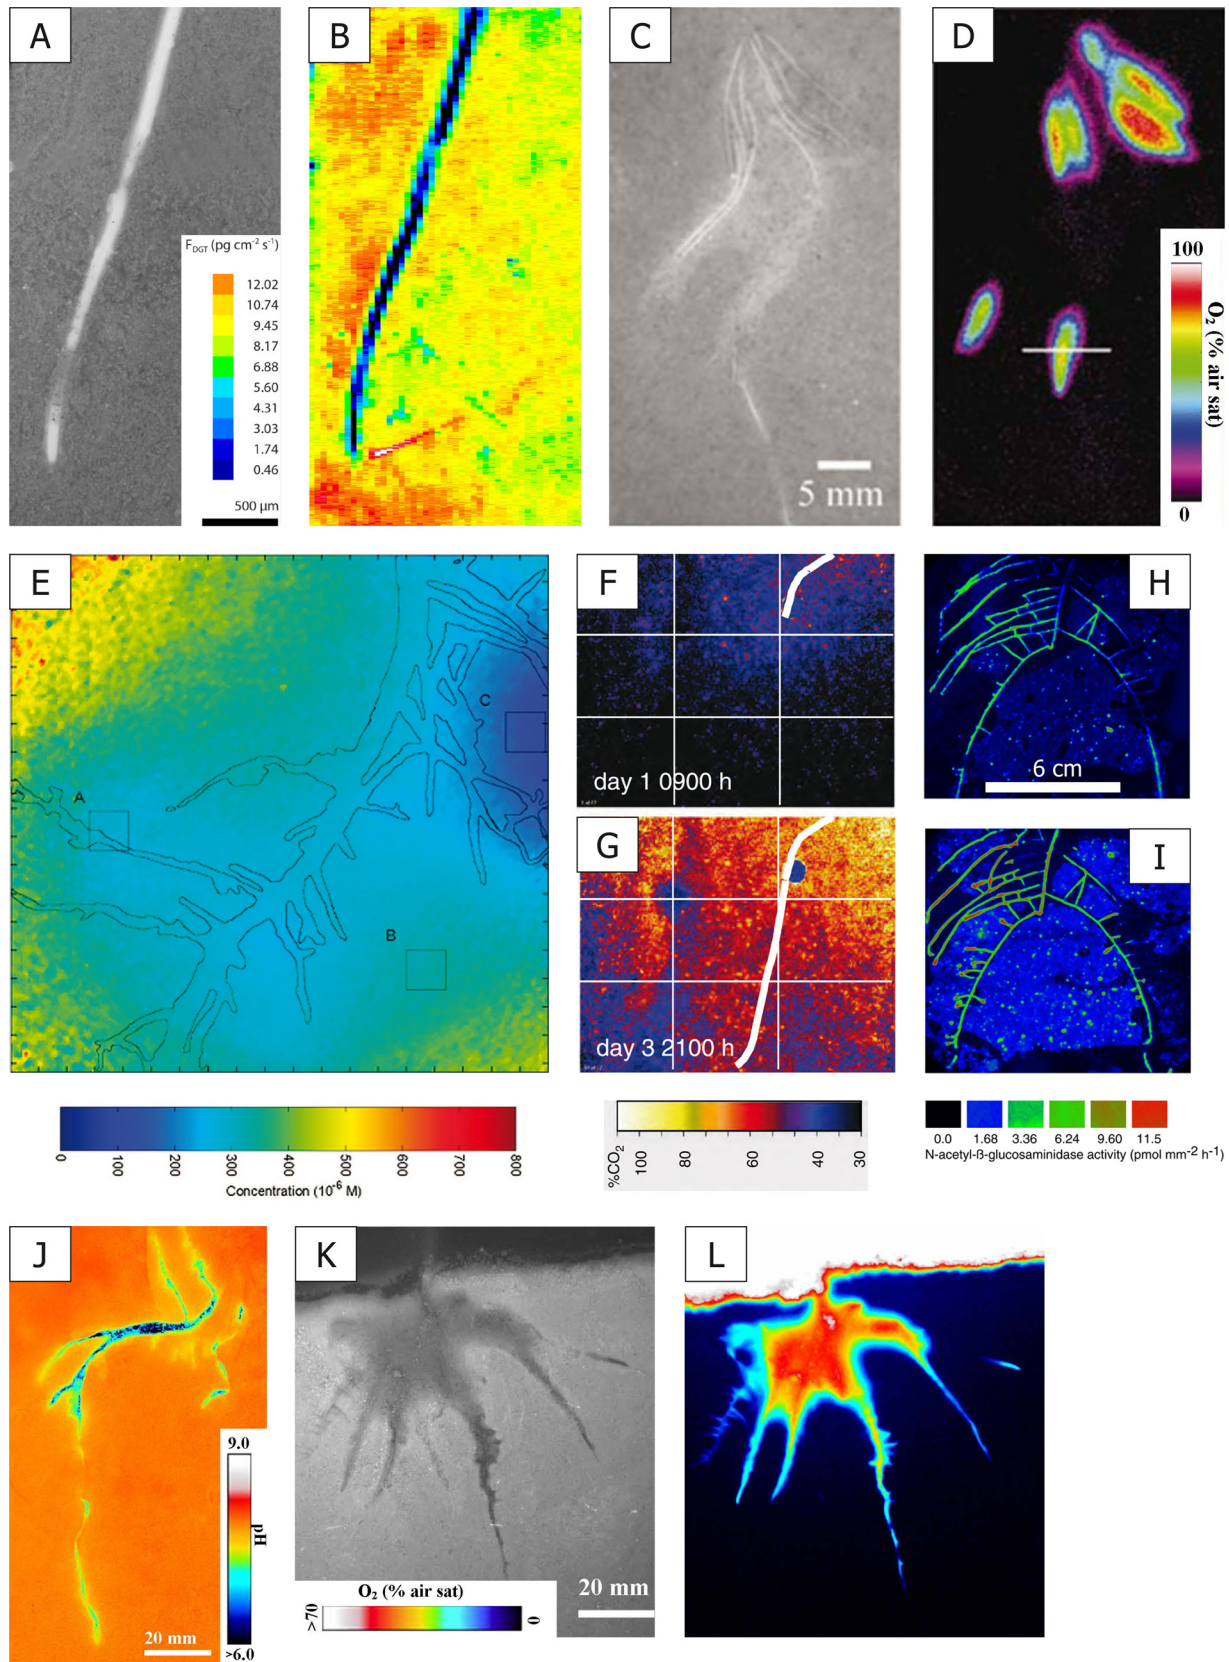 A
B
C
D
F_DGT (pg cm⁻² s⁻¹)
12.02
10.74
9.45
8.17
6.88
5.60
4.31
3.03
1.74
0.46
500 µm
5 mm
100
O₂ (% air sat)
0
E
A
B
C
0
100
200
300
400
500
600
700
800
Concentration (10⁻⁶ M)
F
day 1 0900 h
G
day 3 2100 h
%CO₂
100
80
60
40
30
H
6 cm
I
0.0 1.68 3.36 6.24 9.60 11.5
N-acetyl-ß-glucosaminidase activity (pmol mm⁻² h⁻¹)
J
9.0
pH
>6.0
20 mm
K
O₂ (% air sat)
>70
0
20 mm
L